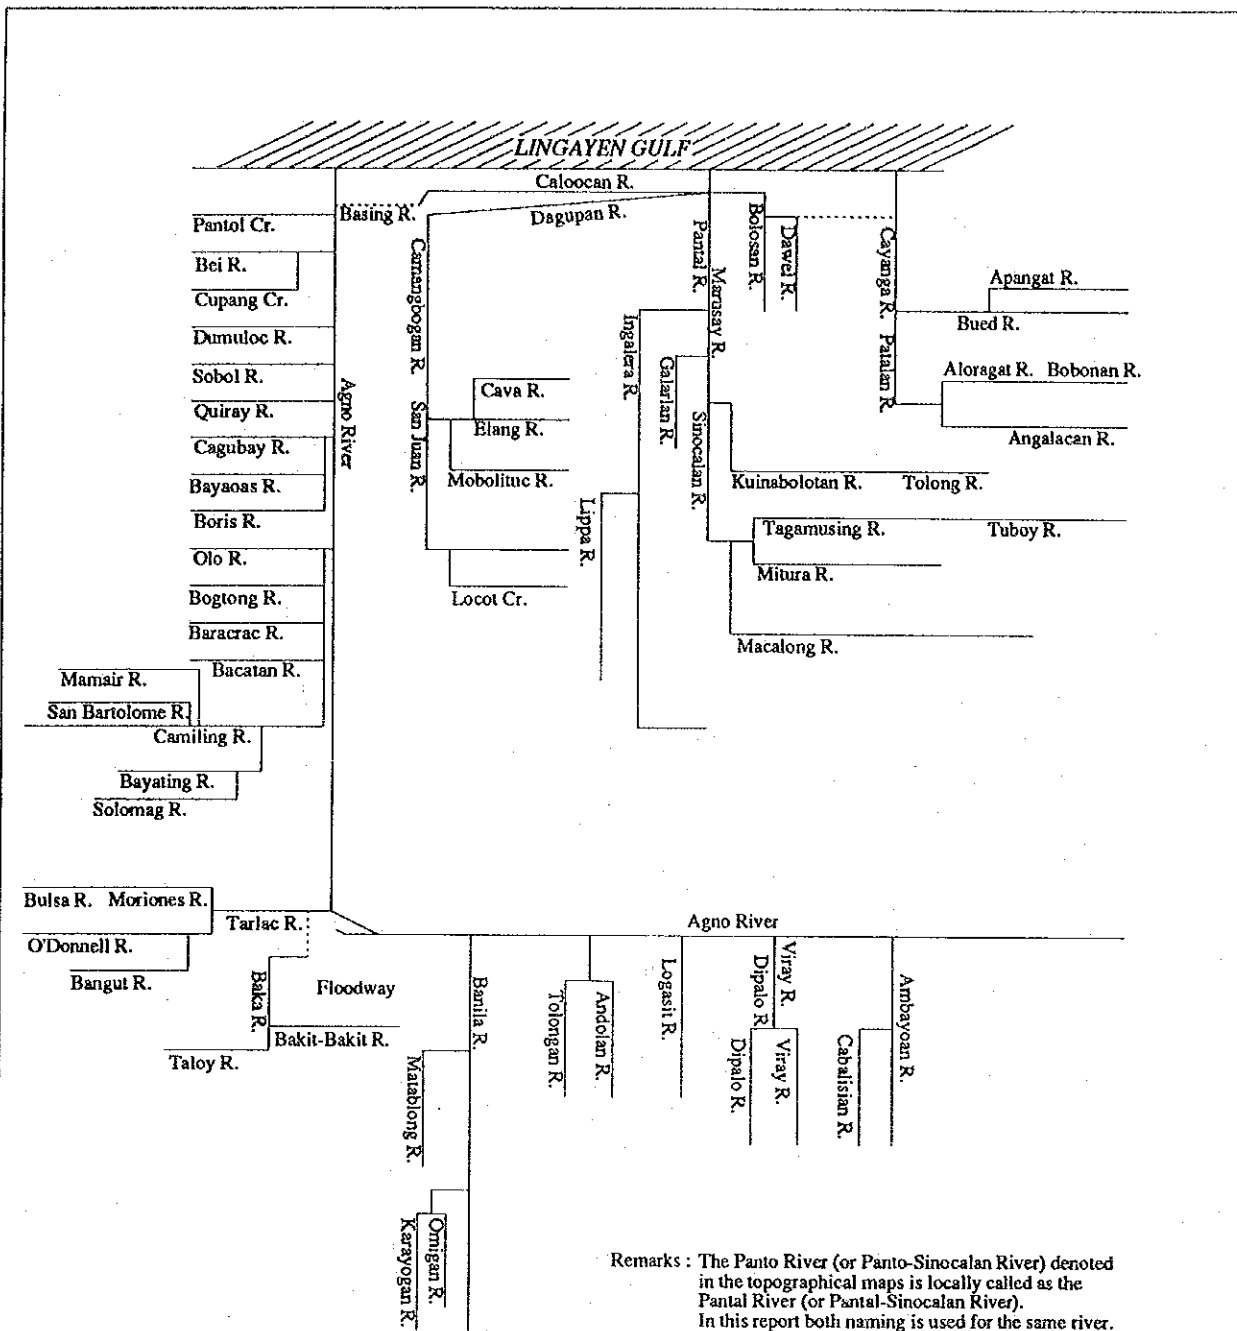 LINGAYEN GULF
Caloocan R.
Basing R.
Dagupan R.
Pantol Cr.
Bei R.
Cupang Cr.
Dumuloc R.
Sobol R.
Quiray R.
Cagubay R.
Bayaoas R.
Boris R.
Olo R.
Bogtong R.
Baracrac R.
Bacatan R.
Mamair R.
San Bartolome R.
Camiling R.
Bayating R.
Solomag R.
Agno River
Camangbogan R.
San Juan R.
Cava R.
Elang R.
Mobolituc R.
Locot Cr.
Ingalera R.
Lippa R.
Pantal R.
Marusay R.
Galarlan R.
Sinocalan R.
Bolosan R.
Dawel R.
Cayanga R.
Patalan R.
Apangat R.
Bued R.
Aloragat R. Bobonan R.
Angalacan R.
Kuinabolotan R. Tolong R.
Tagamusing R. Tuboy R.
Mitura R.
Macalong R.
Bulsa R. Moriones R.
Tarlac R.
O'Donnell R.
Bangut R.
Baka R.
Floodway
Bakit-Bakit R.
Taloy R.
Agno River
Banila R.
Matablong R.
Omigan R.
Karayogan R.
Tolongan R.
Andolan R.
Logasit R.
Viray R.
Dipalo R.
Viray R.
Dipalo R.
Ambayoan R.
Cabalisian R.
Remarks : The Panto River (or Panto-Sinocalan River) denoted
in the topographical maps is locally called as the
Pantal River (or Pantal-Sinocalan River).
In this report both naming is used for the same river.